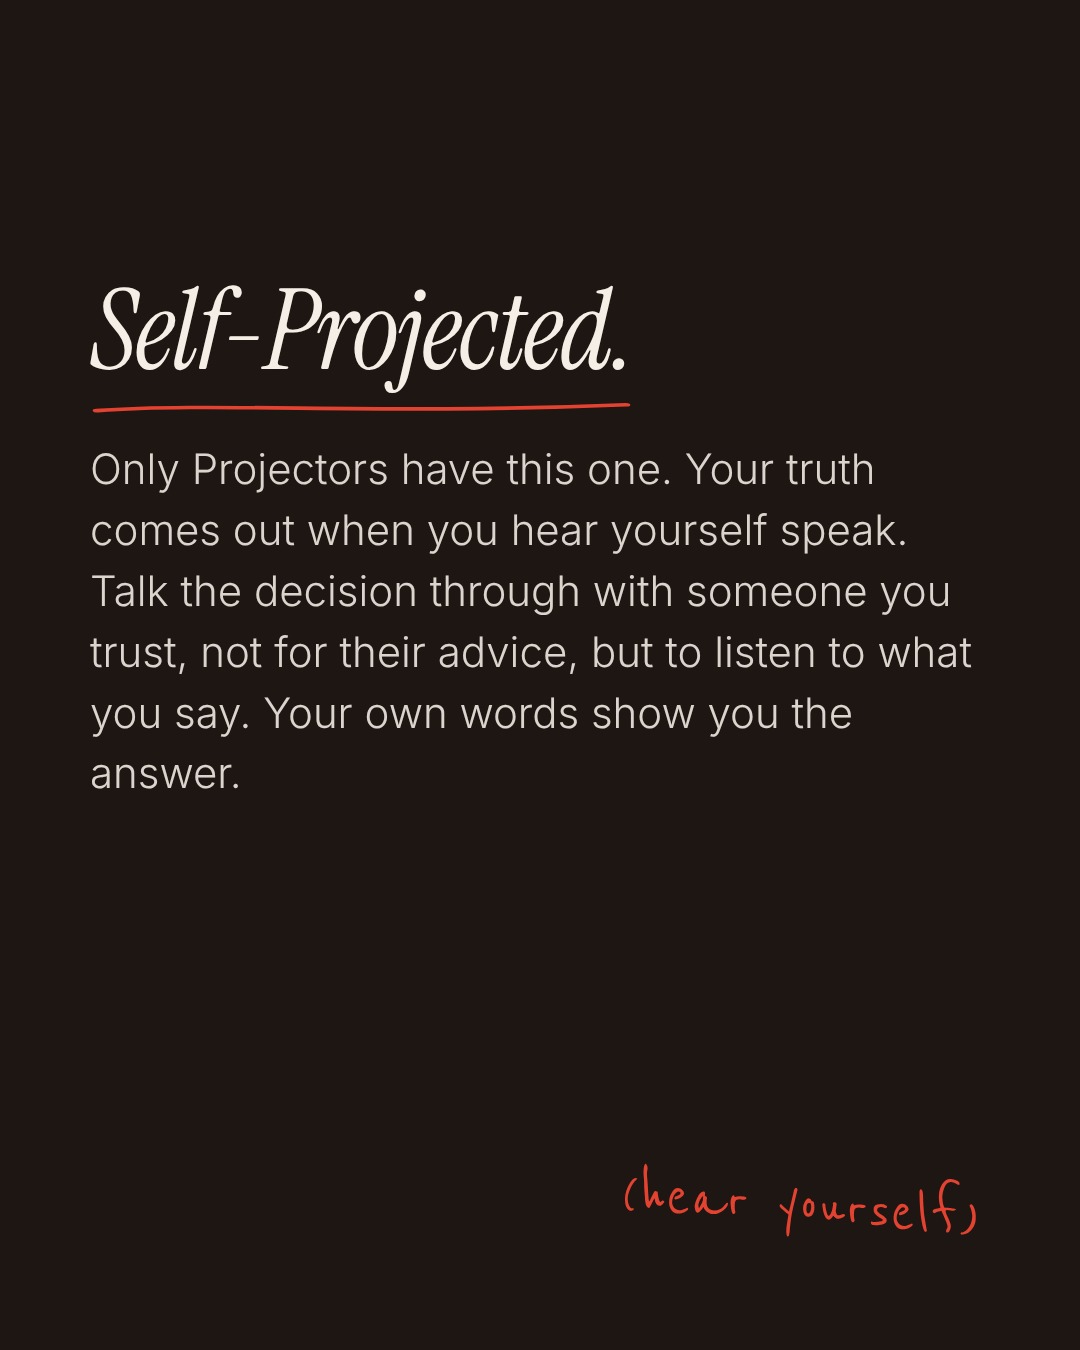 Self-Projected.
Only Projectors have this one. Your truth
comes out when you hear yourself speak.
Talk the decision through with someone you
trust, not for their advice, but to listen to what
you say. Your own words show you the
answer.
(hear yourself)